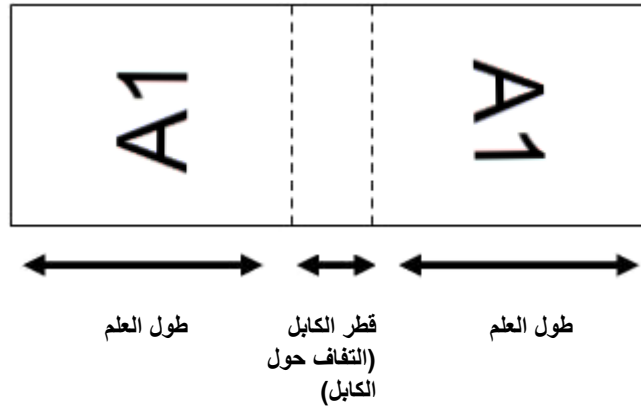 A1
A1
طول العلم
قطر الكابل
(التفاف حول
الكابل)
طول العلم